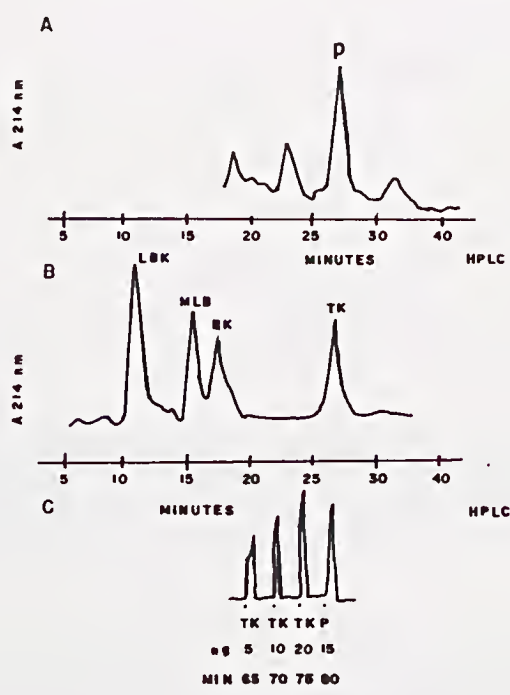 A
P
A 214 nm
5 10 15 20 25 30 40
MINUTES HPLC
B
LBK
MLB
BK
TK
A 214 nm
5 10 15 20 25 30 40
C
MINUTES HPLC
TK TK TK P
ng 5 10 20 15
MIN 65 70 75 80